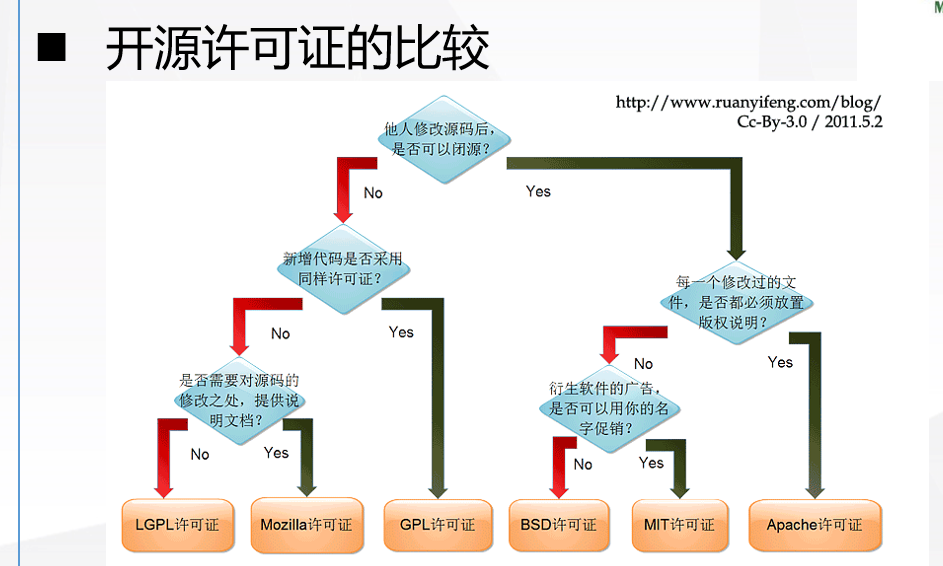 ■ 开源许可证的比较
http://www.ruanyifeng.com/blog/
Cc-By-3.0 / 2011.5.2
他人修改源码后，
是否可以闭源？
No
Yes
新增代码是否采用
同样许可证？
每一个修改过的文
件，是否都必须放置
版权说明？
No
Yes
No
Yes
是否需要对源码的
修改之处，提供说
明文档？
衍生软件的广告，
是否可以用你的名
字促销？
No
Yes
No
Yes
LGPL许可证
Mozilla许可证
GPL许可证
BSD许可证
MIT许可证
Apache许可证